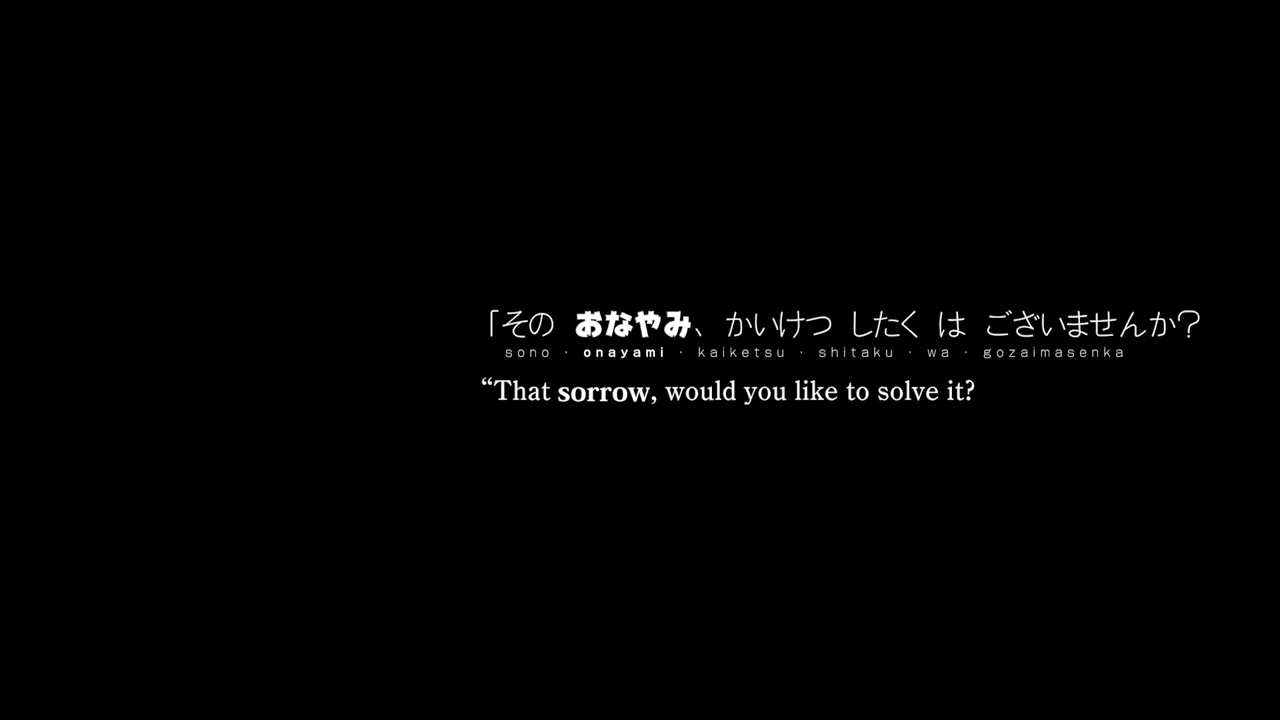 「その おなやみ、 かいけつ したく は ございませんか？
sono · onayami · kaiketsu · shitaku · wa · gozaimasenka
“That sorrow, would you like to solve it?